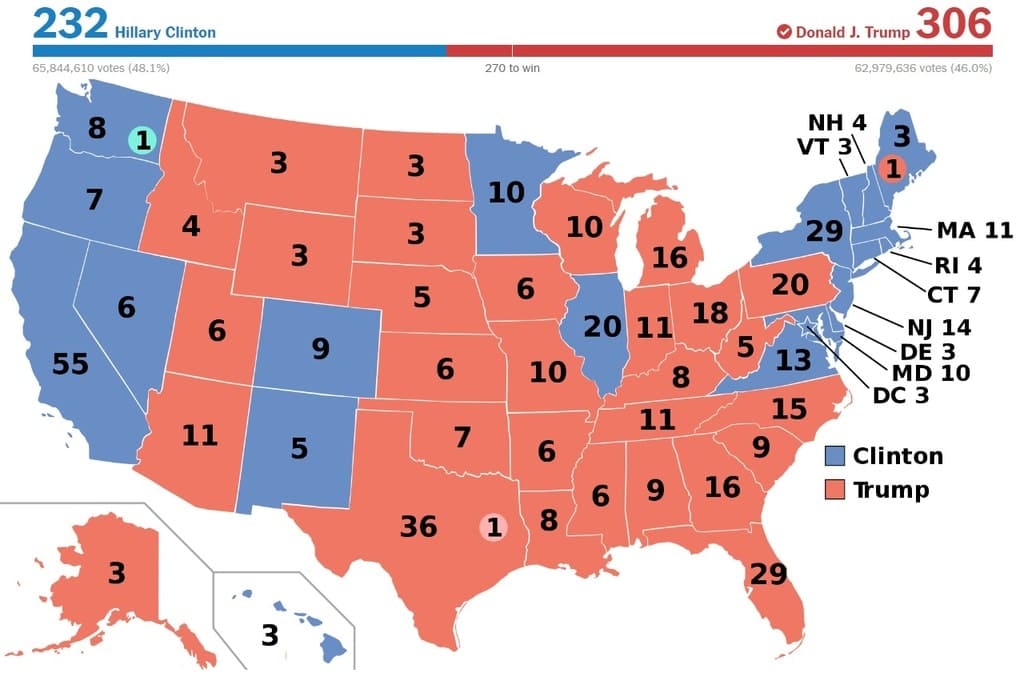 232 Hillary Clinton
Donald J. Trump 306
65,844,610 votes (48.1%)
270 to win
62,979,636 votes (46.0%)
NH 4
VT 3
8
1
3
3
10
3
1
7
4
3
3
10
16
29
MA 11
RI 4
CT 7
6
6
5
6
20
11
18
20
NJ 14
DE 3
MD 10
DC 3
55
9
6
10
8
5
13
11
5
7
6
11
15
9
36
1
8
6
9
16
29
Clinton
Trump
3
3